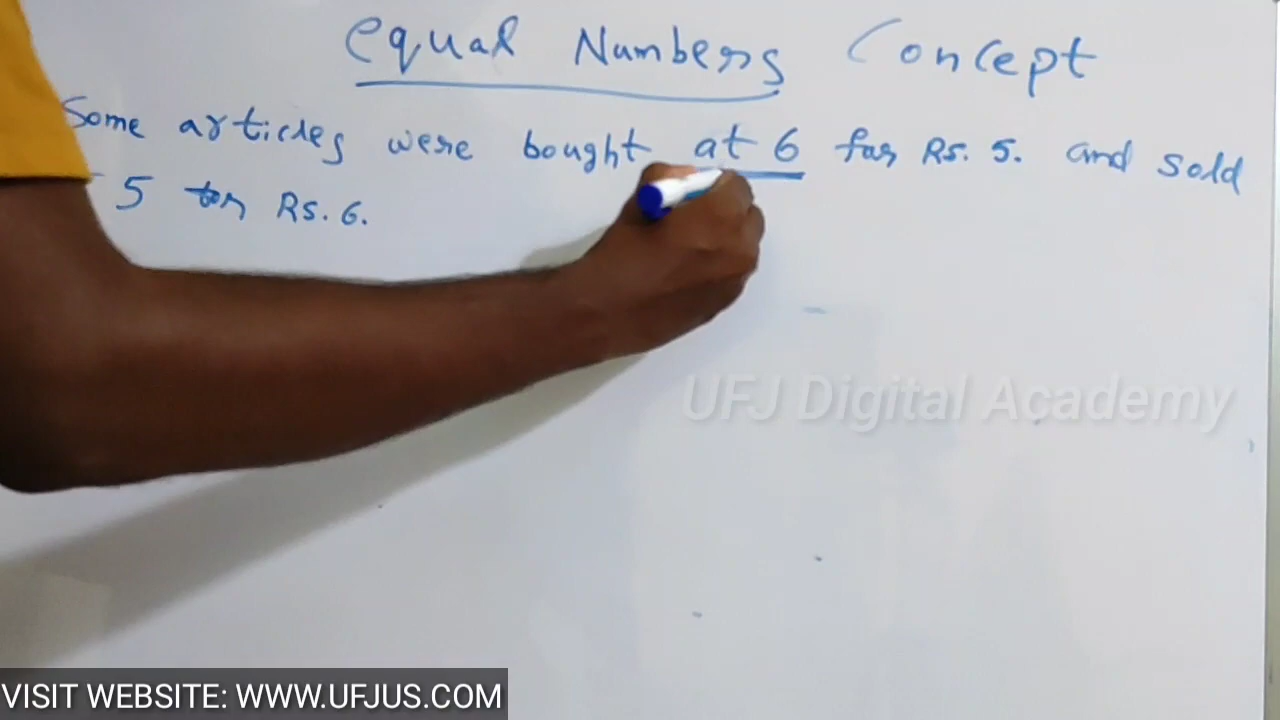 equal Numbers Concept
Some articles were bought at 6 for Rs. 5. and sold
5 for Rs. 6.
UFJ Digital Academy
VISIT WEBSITE: WWW.UFJUS.COM